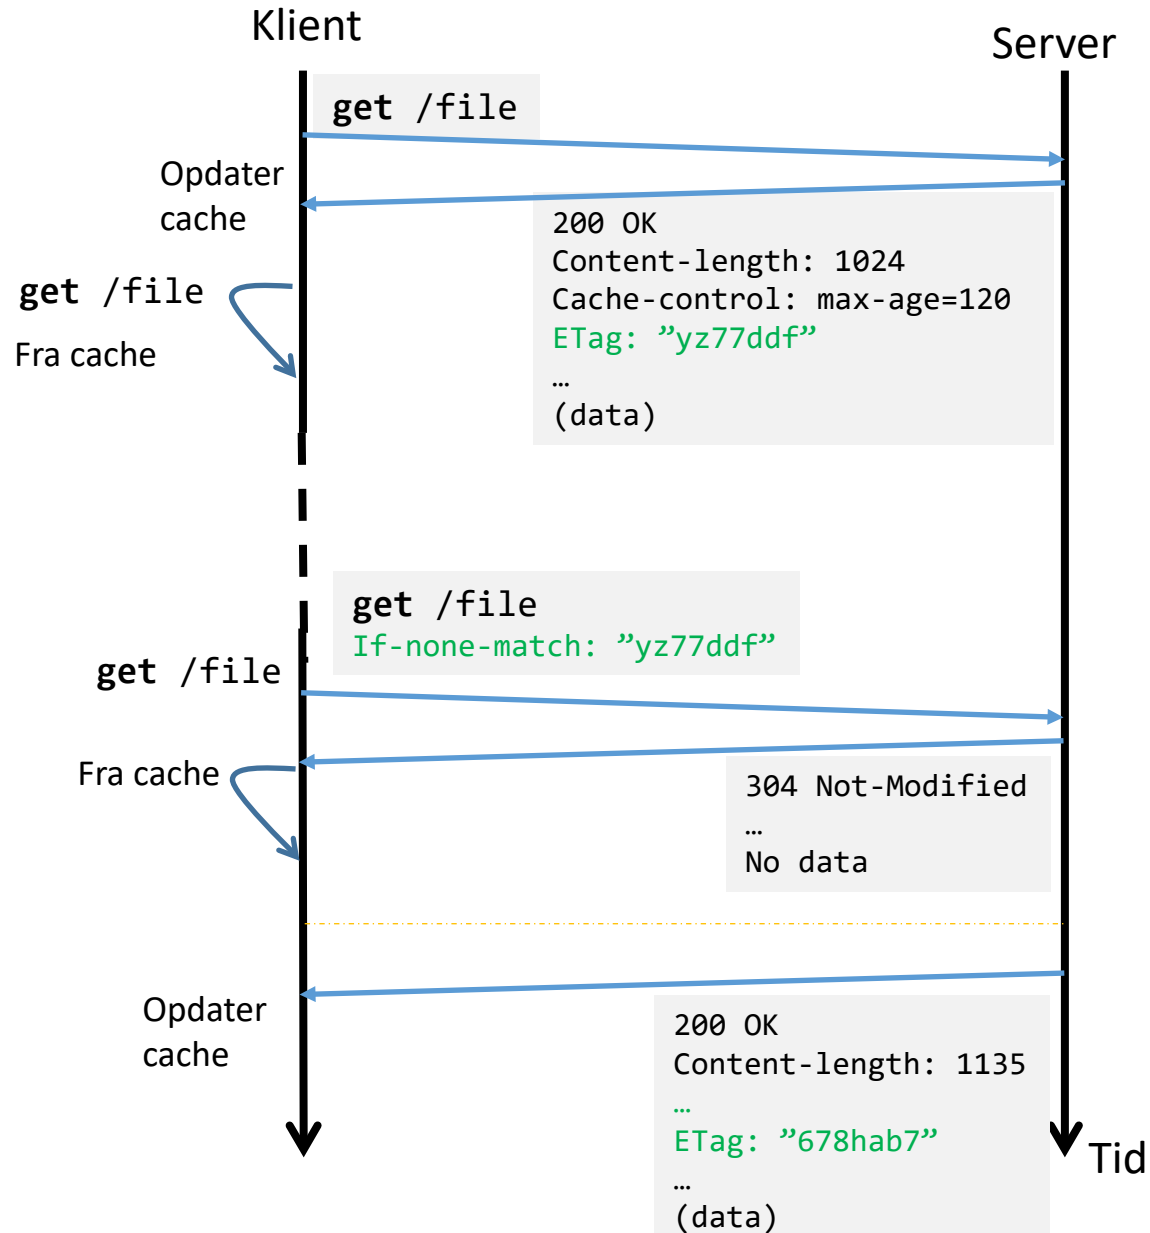 Klient
Server
get /file
Opdater
cache
200 OK
Content-length: 1024
Cache-control: max-age=120
ETag: ”yz77ddf”
…
(data)
get /file
Fra cache
get /file
If-none-match: ”yz77ddf”
get /file
Fra cache
304 Not-Modified
…
No data
Opdater
cache
200 OK
Content-length: 1135
…
ETag: ”678hab7”
…
(data)
Tid